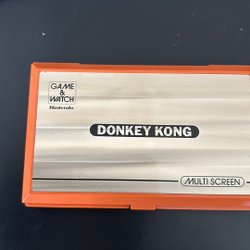 GAME
&
WATCH
Nintendo
DONKEY KONG
MULTI SCREEN